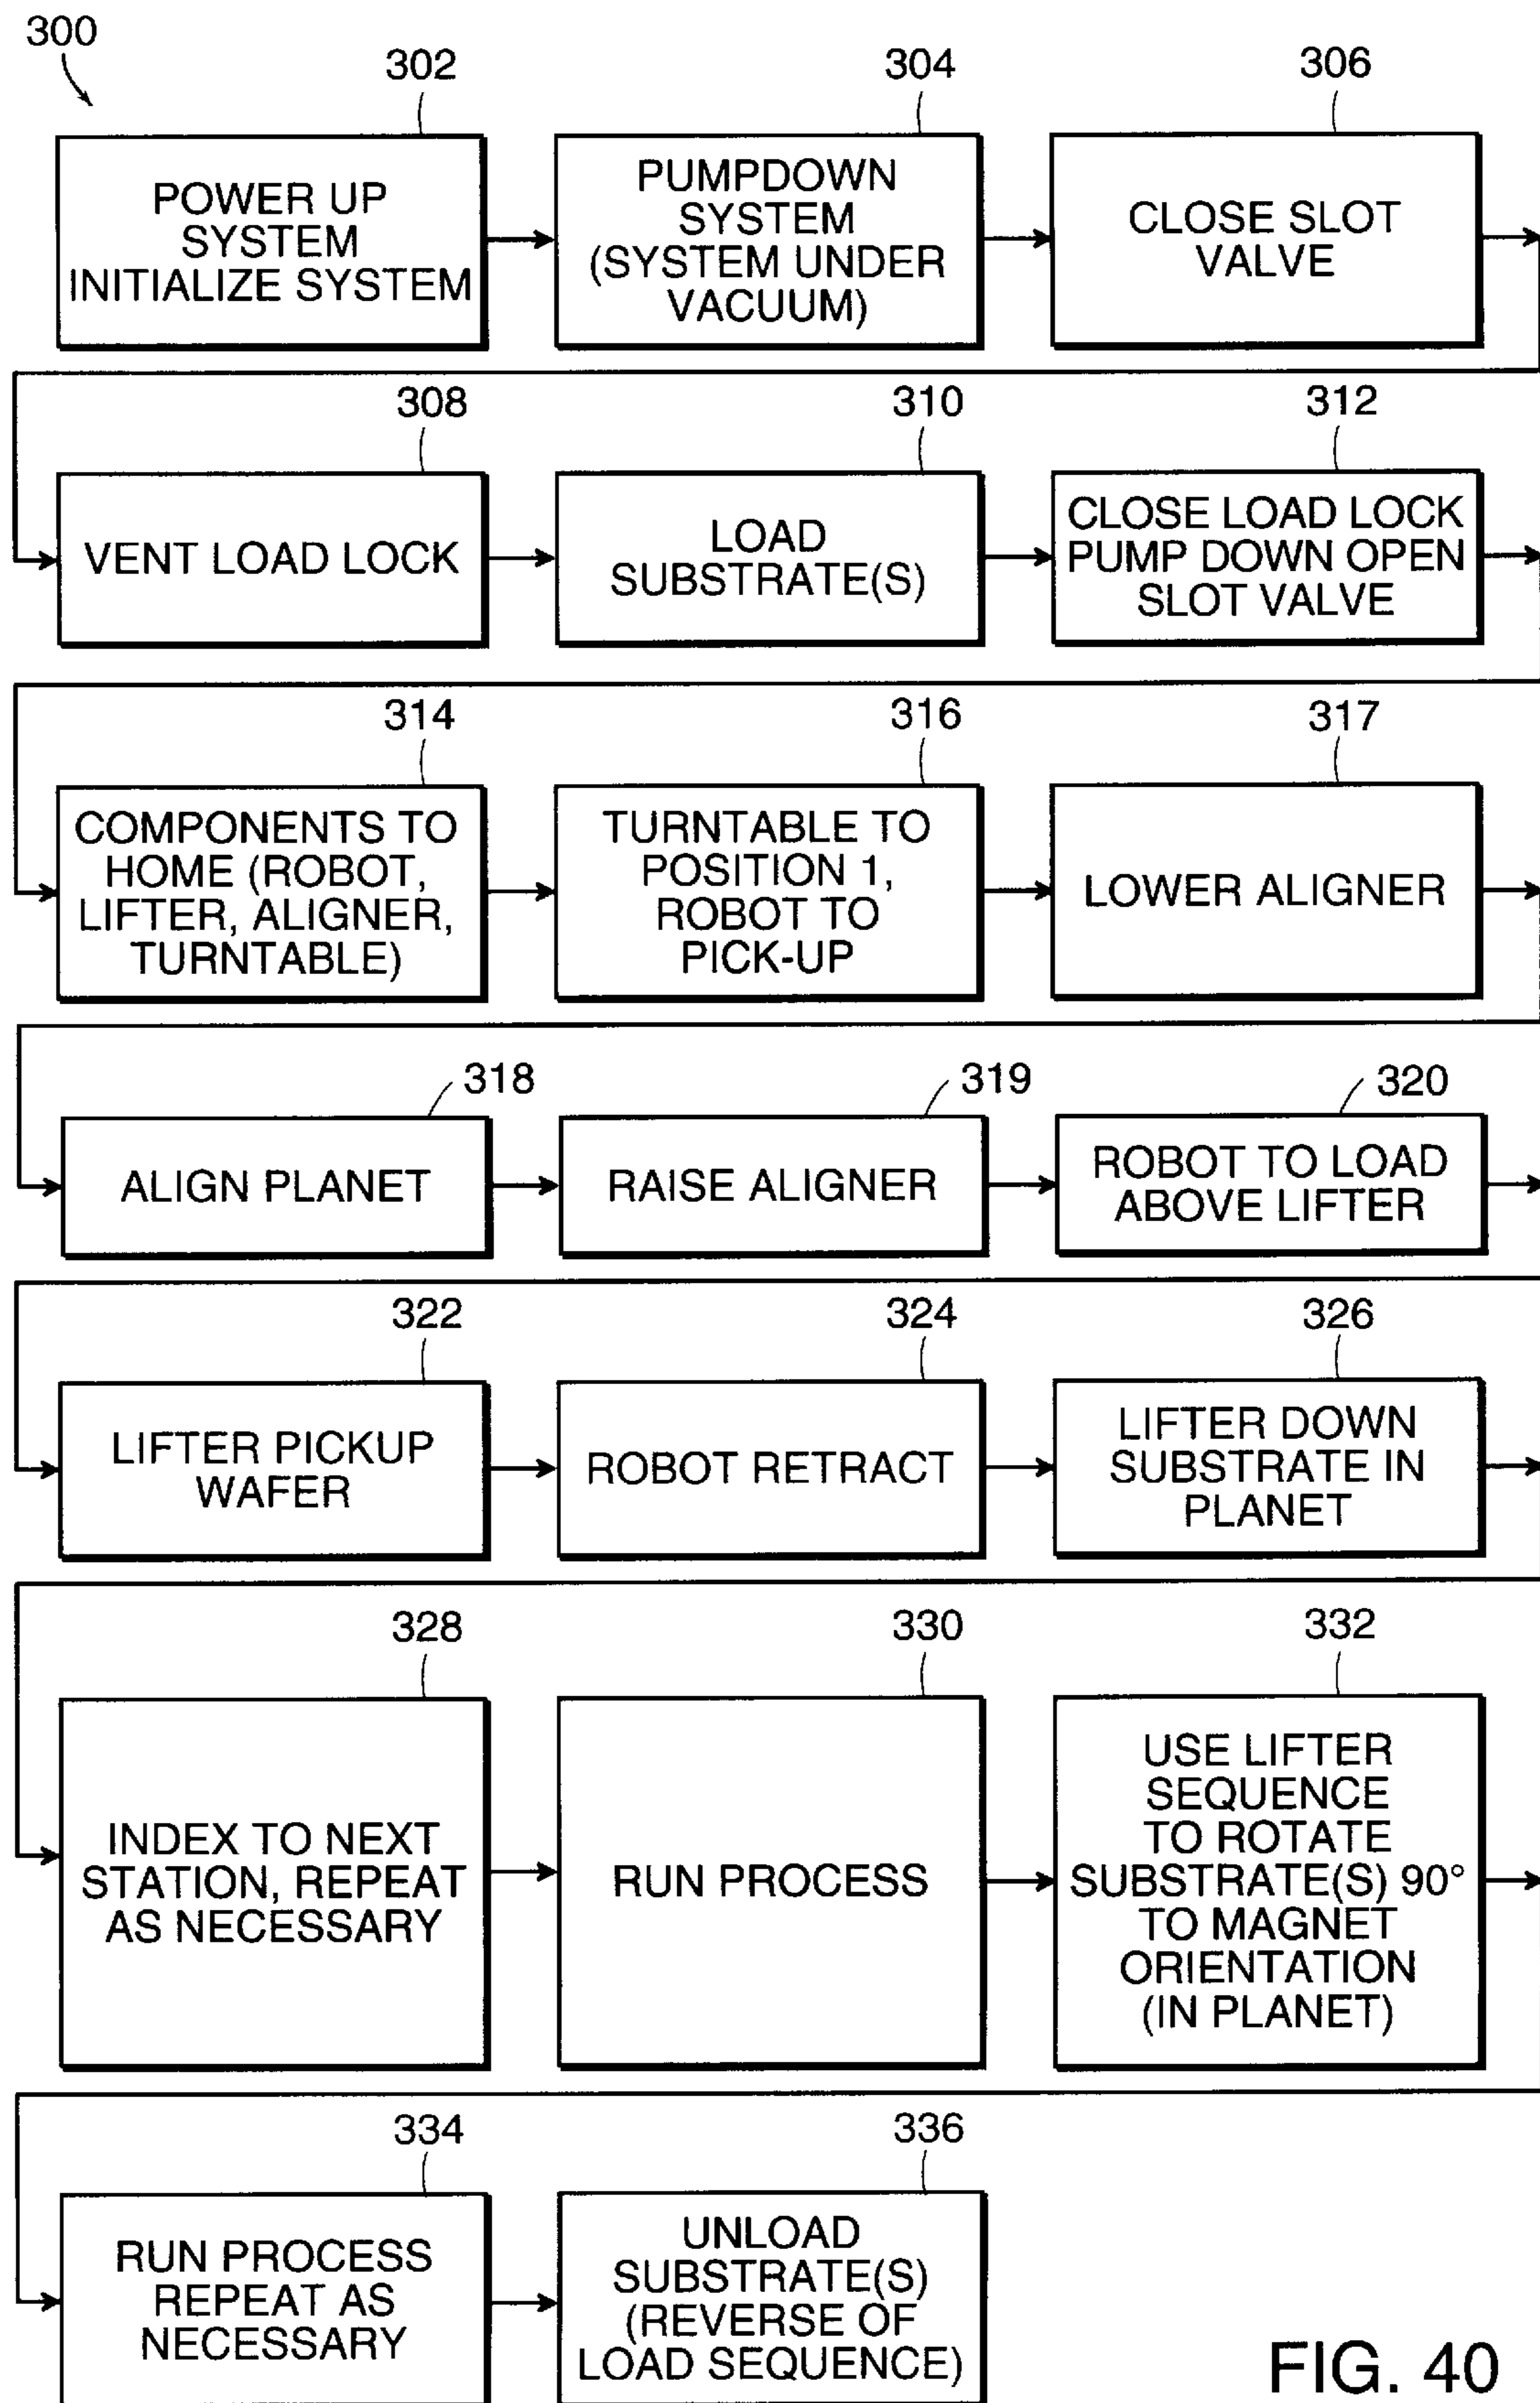 300
302
304
306
POWER UP
SYSTEM
INITIALIZE SYSTEM
PUMPDOWN
SYSTEM
(SYSTEM UNDER
VACUUM)
CLOSE SLOT
VALVE
308
310
312
VENT LOAD LOCK
LOAD
SUBSTRATE(S)
CLOSE LOAD LOCK
PUMP DOWN OPEN
SLOT VALVE
314
316
317
COMPONENTS TO
HOME (ROBOT,
LIFTER, ALIGNER,
TURNTABLE)
TURNTABLE TO
POSITION 1,
ROBOT TO
PICK-UP
LOWER ALIGNER
318
319
320
ALIGN PLANET
RAISE ALIGNER
ROBOT TO LOAD
ABOVE LIFTER
322
324
326
LIFTER PICKUP
WAFER
ROBOT RETRACT
LIFTER DOWN
SUBSTRATE IN
PLANET
328
330
332
INDEX TO NEXT
STATION, REPEAT
AS NECESSARY
RUN PROCESS
USE LIFTER
SEQUENCE
TO ROTATE
SUBSTRATE(S) 90°
TO MAGNET
ORIENTATION
(IN PLANET)
334
336
RUN PROCESS
REPEAT AS
NECESSARY
UNLOAD
SUBSTRATE(S)
(REVERSE OF
LOAD SEQUENCE)
FIG. 40